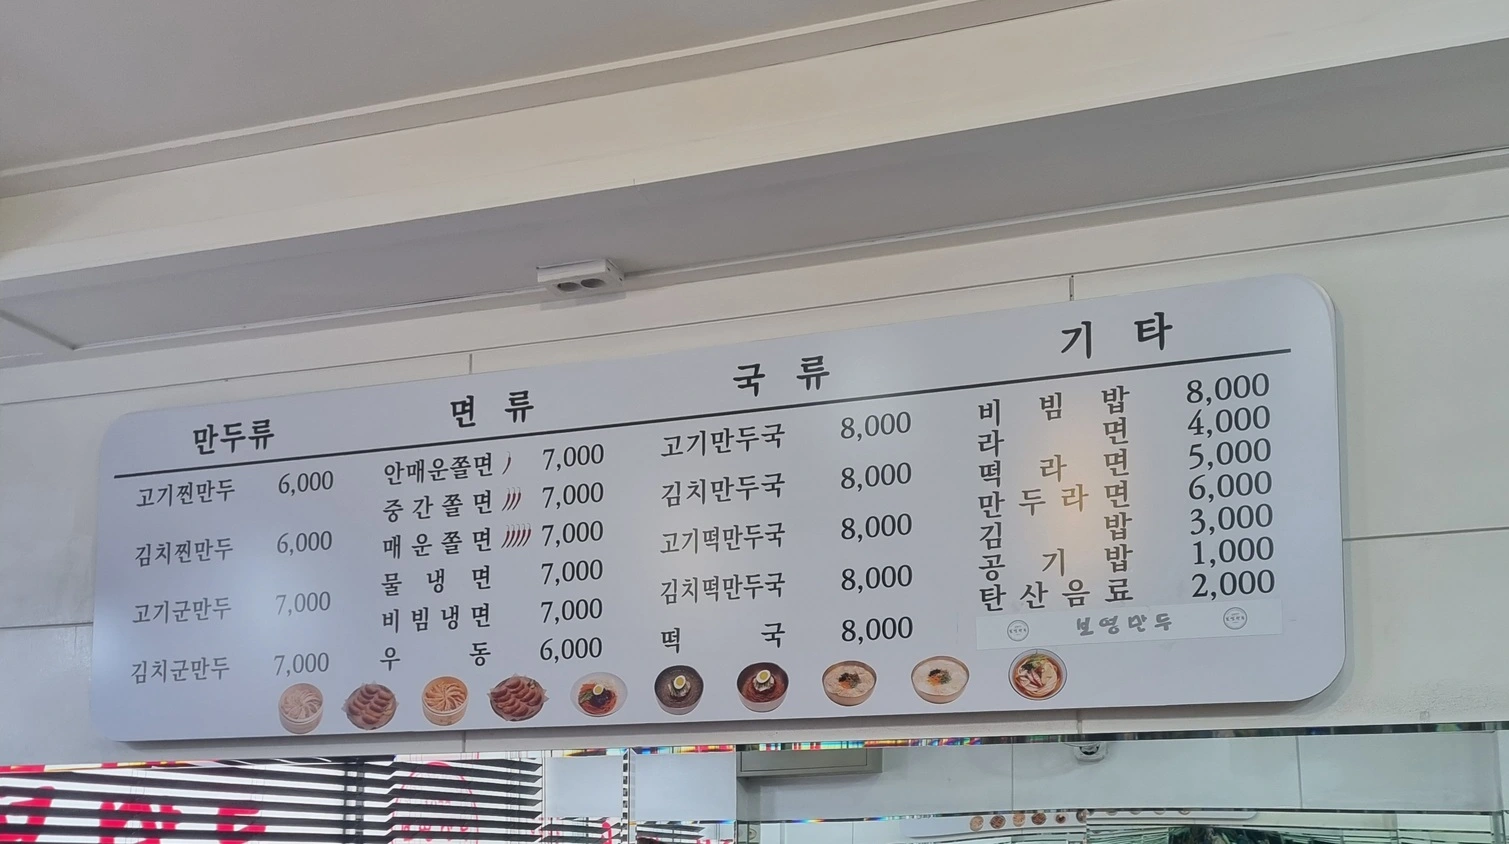 만두류
고기찐만두 6,000
김치찐만두 6,000
고기군만두 7,000
김치군만두 7,000
면 류
안매운쫄면 7,000
중간쫄면 7,000
매운쫄면 7,000
물냉면 7,000
비빔냉면 7,000
우동 6,000
국 류
고기만두국 8,000
김치만두국 8,000
고기떡만두국 8,000
김치떡만두국 8,000
떡국 8,000
기 타
비빔밥 8,000
라면 4,000
떡라면 5,000
만두라면 6,000
김밥 3,000
공기밥 1,000
탄산음료 2,000
보영만두